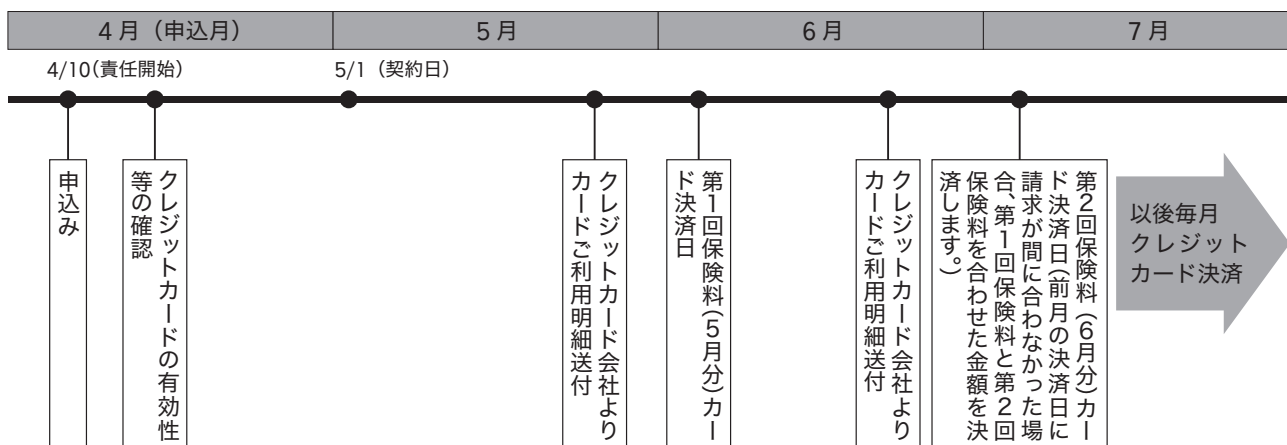 4月（申込月）
5月
6月
7月
4/10(責任開始)
5/1（契約日）
申込み
クレジットカードの有効性
等の確認
クレジットカード会社より
カードご利用明細送付
第1回保険料(5月分)カー
ド決済日
クレジットカード会社より
カードご利用明細送付
第2回保険料（6月分)カー
ド決済日(前月の決済日に
請求が間に合わなかった場
合、第1回保険料と第2回
保険料を合わせた金額を決
済します。)
以後毎月
クレジット
カード決済